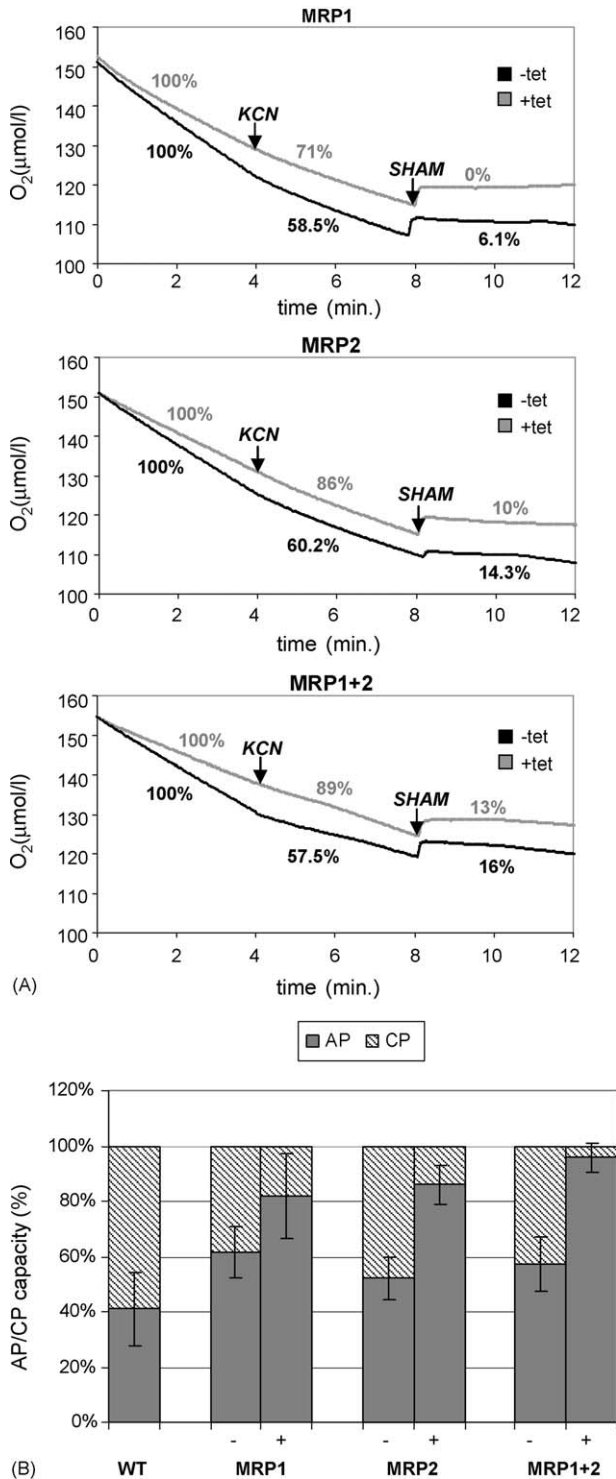 MRP1
160
150
140
130
120
110
100
O₂(μmol/l)
100%
100%
KCN
71%
58.5%
SHAM
0%
6.1%
-tet
+tet
0 2 4 6 8 10 12
time (min.)
MRP2
160
150
140
130
120
110
100
O₂(μmol/l)
100%
100%
KCN
86%
60.2%
SHAM
10%
14.3%
-tet
+tet
0 2 4 6 8 10 12
time (min.)
MRP1+2
160
150
140
130
120
110
100
O₂(μmol/l)
100%
100%
KCN
89%
57.5%
SHAM
13%
16%
-tet
+tet
0 2 4 6 8 10 12
time (min.)
(A)
AP CP
120%
100%
80%
60%
40%
20%
0%
AP/CP capacity (%)
- + - + - +
WT MRP1 MRP2 MRP1+2
(B)